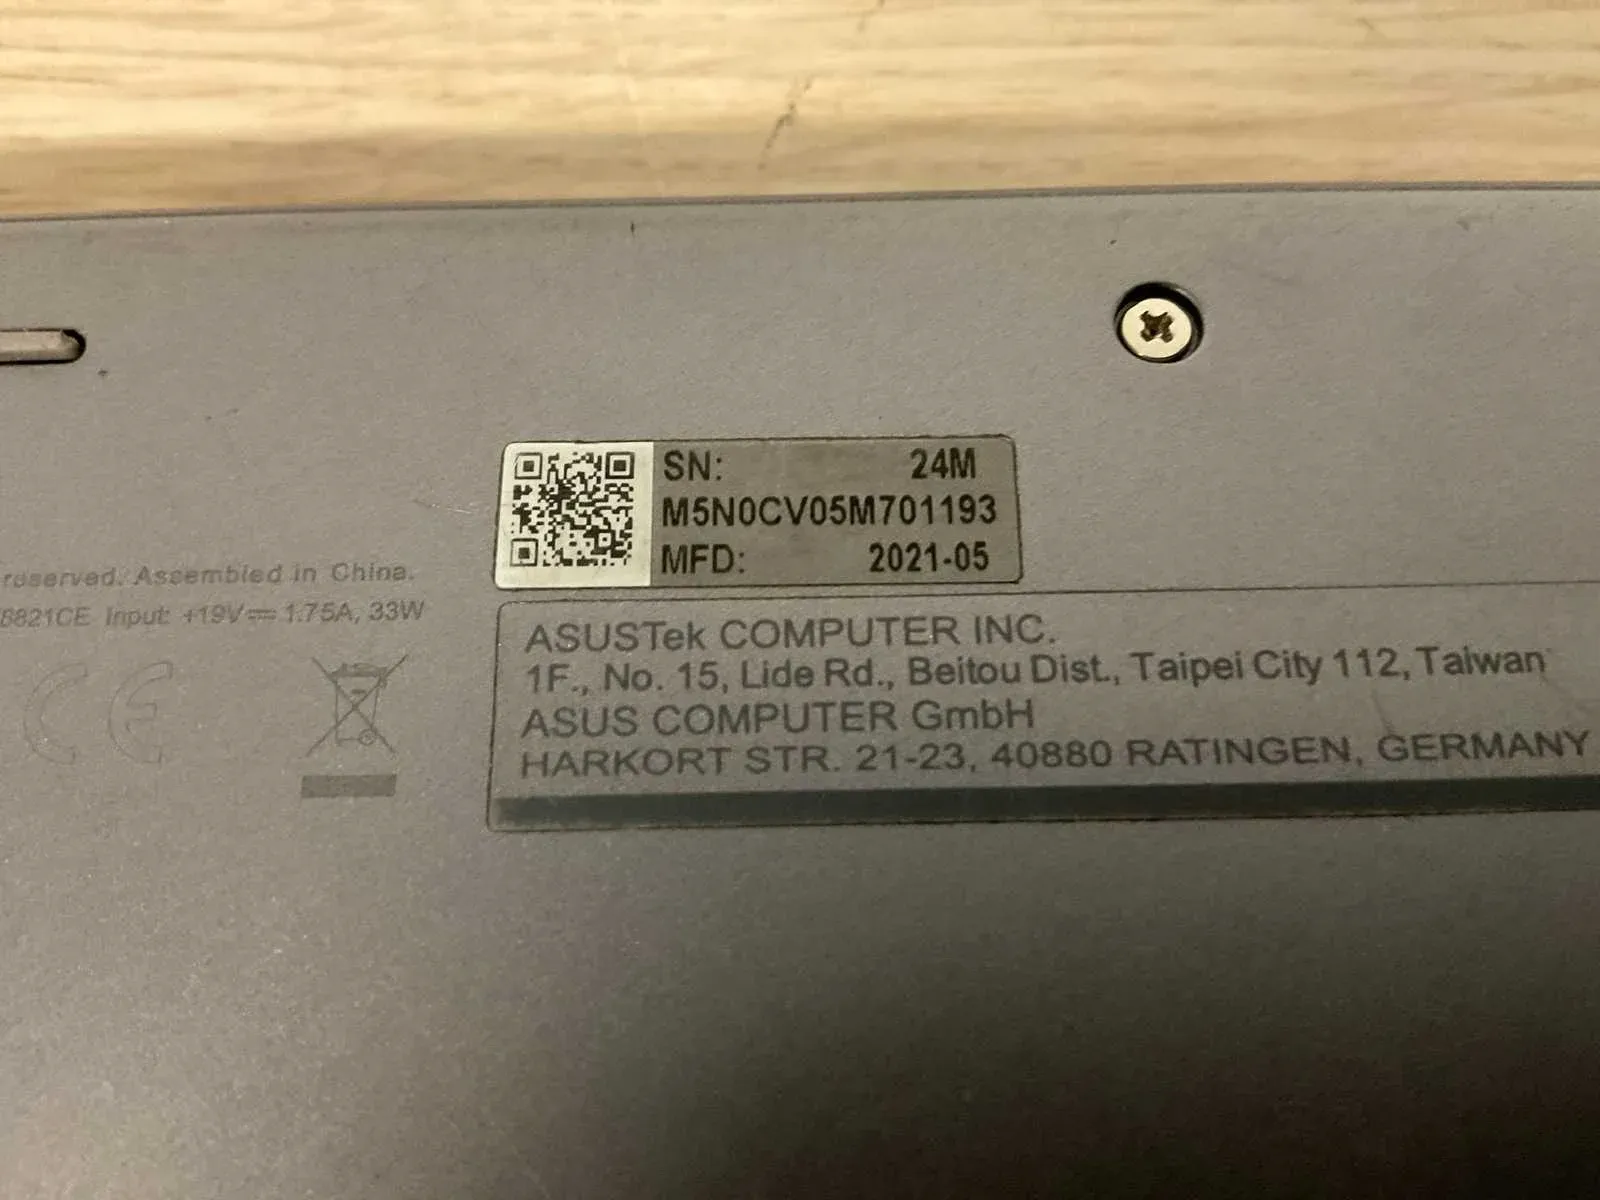 SN: 24M
M5N0CV05M701193
MFD: 2021-05
reserved. Assembled in China.
8821CE Input: +19V⎓1.75A, 33W
CE
ASUSTek COMPUTER INC.
1F., No. 15, Lide Rd., Beitou Dist., Taipei City 112, Taiwan
ASUS COMPUTER GmbH
HARKORT STR. 21-23, 40880 RATINGEN, GERMANY